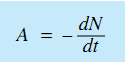 A = - dN/dt